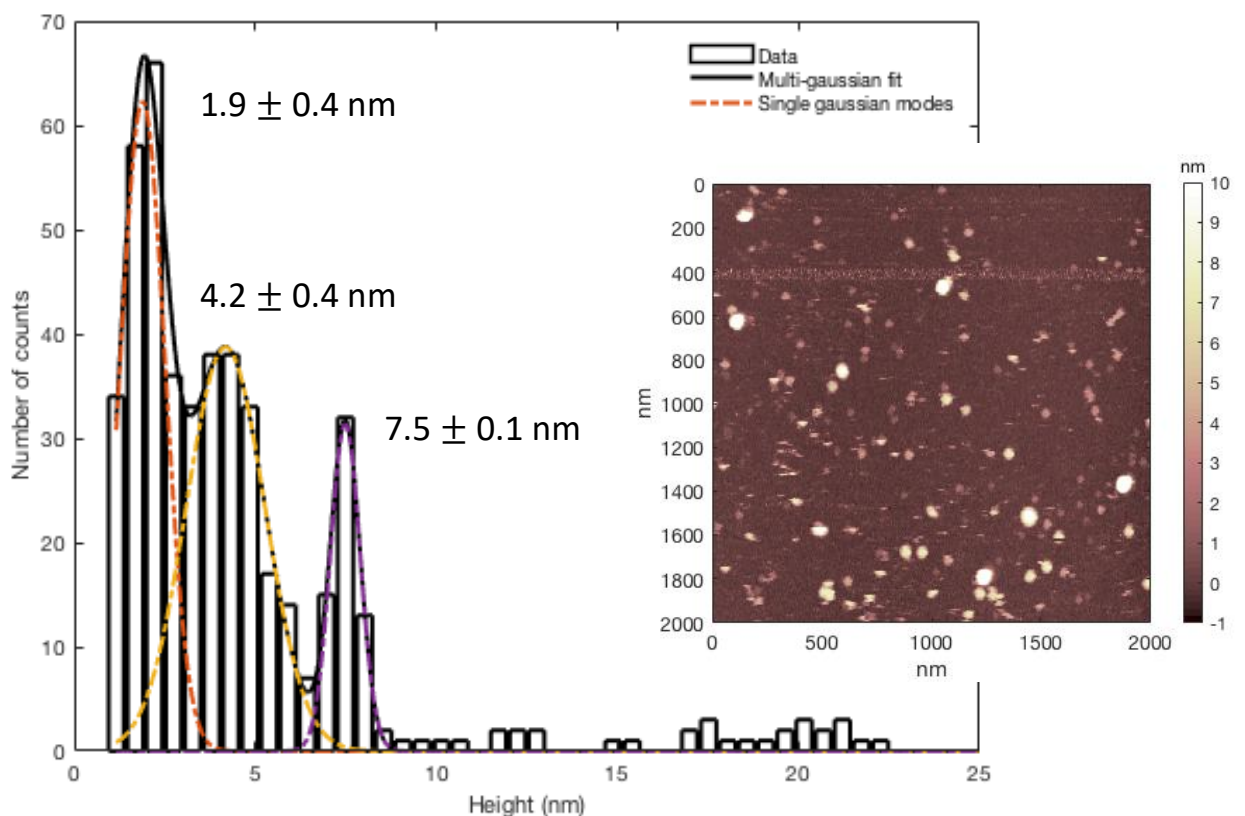 70
60
50
40
30
20
10
0
Number of counts
0 5 10 15 20 25
Height (nm)
Data
Multi-gaussian fit
Single gaussian modes
1.9 ± 0.4 nm
4.2 ± 0.4 nm
7.5 ± 0.1 nm
0
200
400
600
800
1000
1200
1400
1600
1800
2000
nm
0 500 1000 1500 2000
nm
nm
10
9
8
7
6
5
4
3
2
1
0
-1